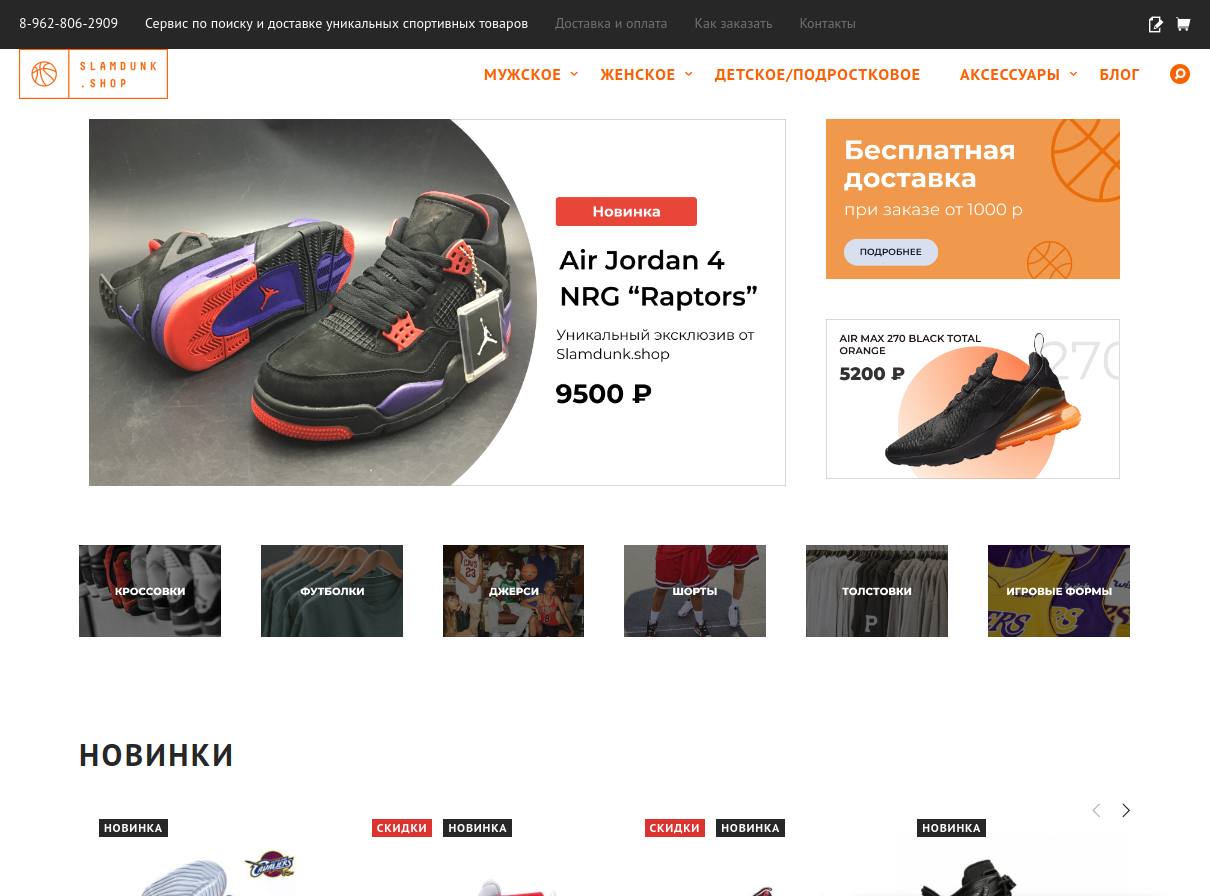 8-962-806-2909 Сервис по поиску и доставке уникальных спортивных товаров Доставка и оплата Как заказать Контакты
SLAMDUNK
.SHOP
МУЖСКОЕ ЖЕНСКОЕ ДЕТСКОЕ/ПОДРОСТКОВОЕ АКСЕССУАРЫ БЛОГ
Новинка
Air Jordan 4
NRG “Raptors”
Уникальный эксклюзив от
Slamdunk.shop
9500 ₽
Бесплатная
доставка
при заказе от 1000 р
ПОДРОБНЕЕ
AIR MAX 270 BLACK TOTAL
ORANGE
5200 ₽
270
КРОССОВКИ ФУТБОЛКИ ДЖЕРСИ ШОРТЫ ТОЛСТОВКИ ИГРОВЫЕ ФОРМЫ
НОВИНКИ
НОВИНКА СКИДКИ НОВИНКА СКИДКИ НОВИНКА НОВИНКА
CAVALIERS